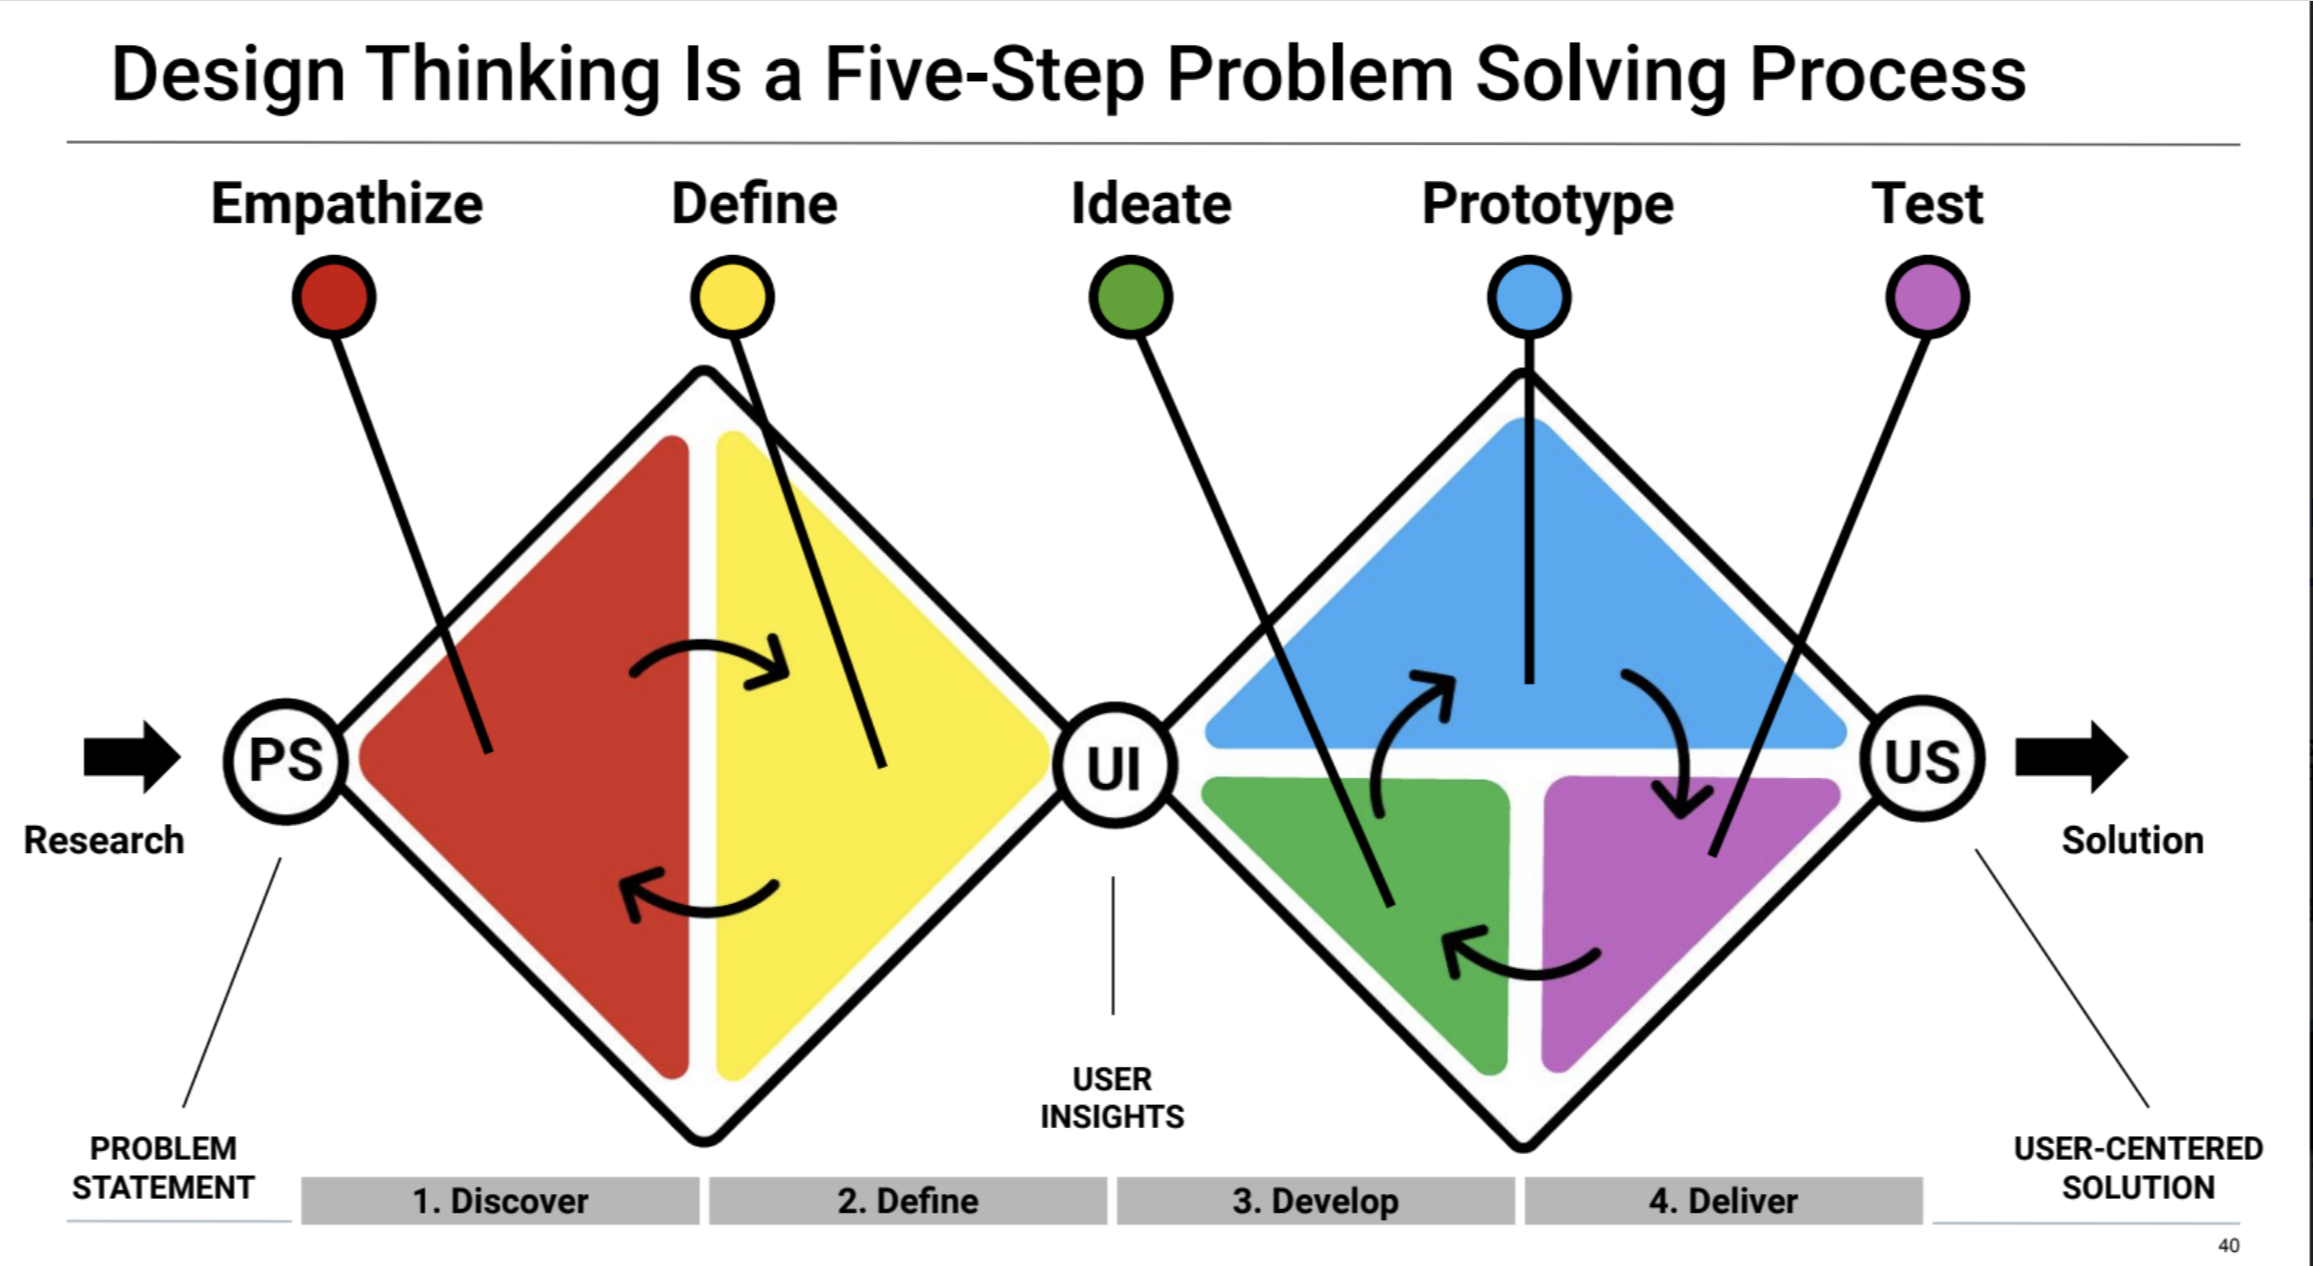 Design Thinking Is a Five-Step Problem Solving Process
Empathize
Define
Ideate
Prototype
Test
PS
UI
US
Research
Solution
PROBLEM
STATEMENT
USER
INSIGHTS
USER-CENTERED
SOLUTION
1. Discover
2. Define
3. Develop
4. Deliver
40